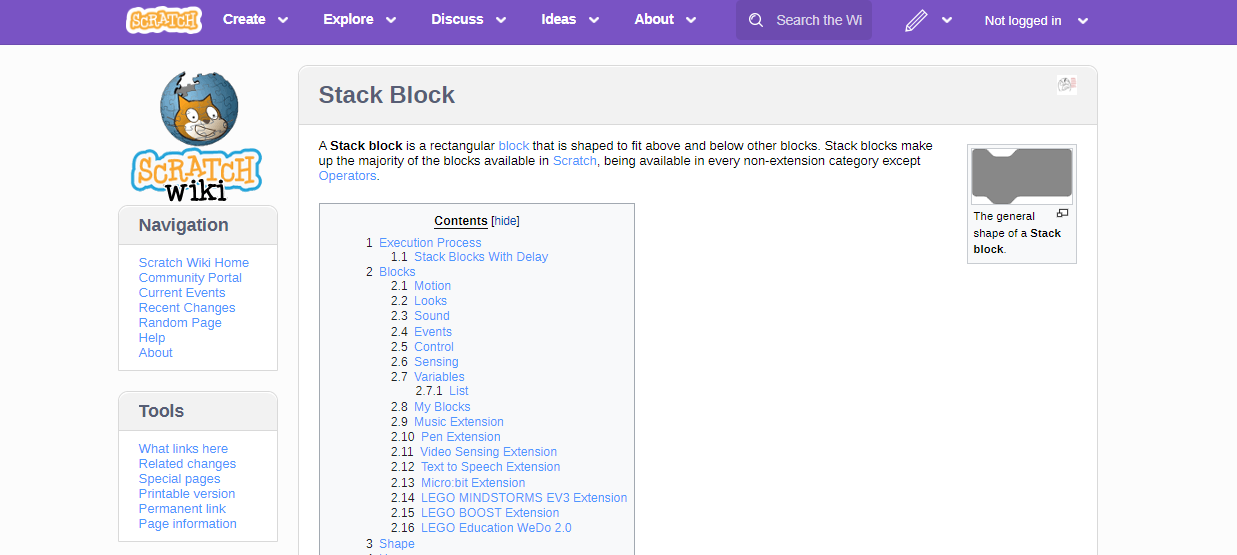 SCRATCH
Create
Explore
Discuss
Ideas
About
Search the Wi
Not logged in
SCRATCH
wiki
Navigation
Scratch Wiki Home
Community Portal
Current Events
Recent Changes
Random Page
Help
About
Tools
What links here
Related changes
Special pages
Printable version
Permanent link
Page information
Stack Block
A Stack block is a rectangular block that is shaped to fit above and below other blocks. Stack blocks make
up the majority of the blocks available in Scratch, being available in every non-extension category except
Operators.
The general
shape of a Stack
block.
Contents [hide]
1 Execution Process
1.1 Stack Blocks With Delay
2 Blocks
2.1 Motion
2.2 Looks
2.3 Sound
2.4 Events
2.5 Control
2.6 Sensing
2.7 Variables
2.7.1 List
2.8 My Blocks
2.9 Music Extension
2.10 Pen Extension
2.11 Video Sensing Extension
2.12 Text to Speech Extension
2.13 Micro:bit Extension
2.14 LEGO MINDSTORMS EV3 Extension
2.15 LEGO BOOST Extension
2.16 LEGO Education WeDo 2.0
3 Shape